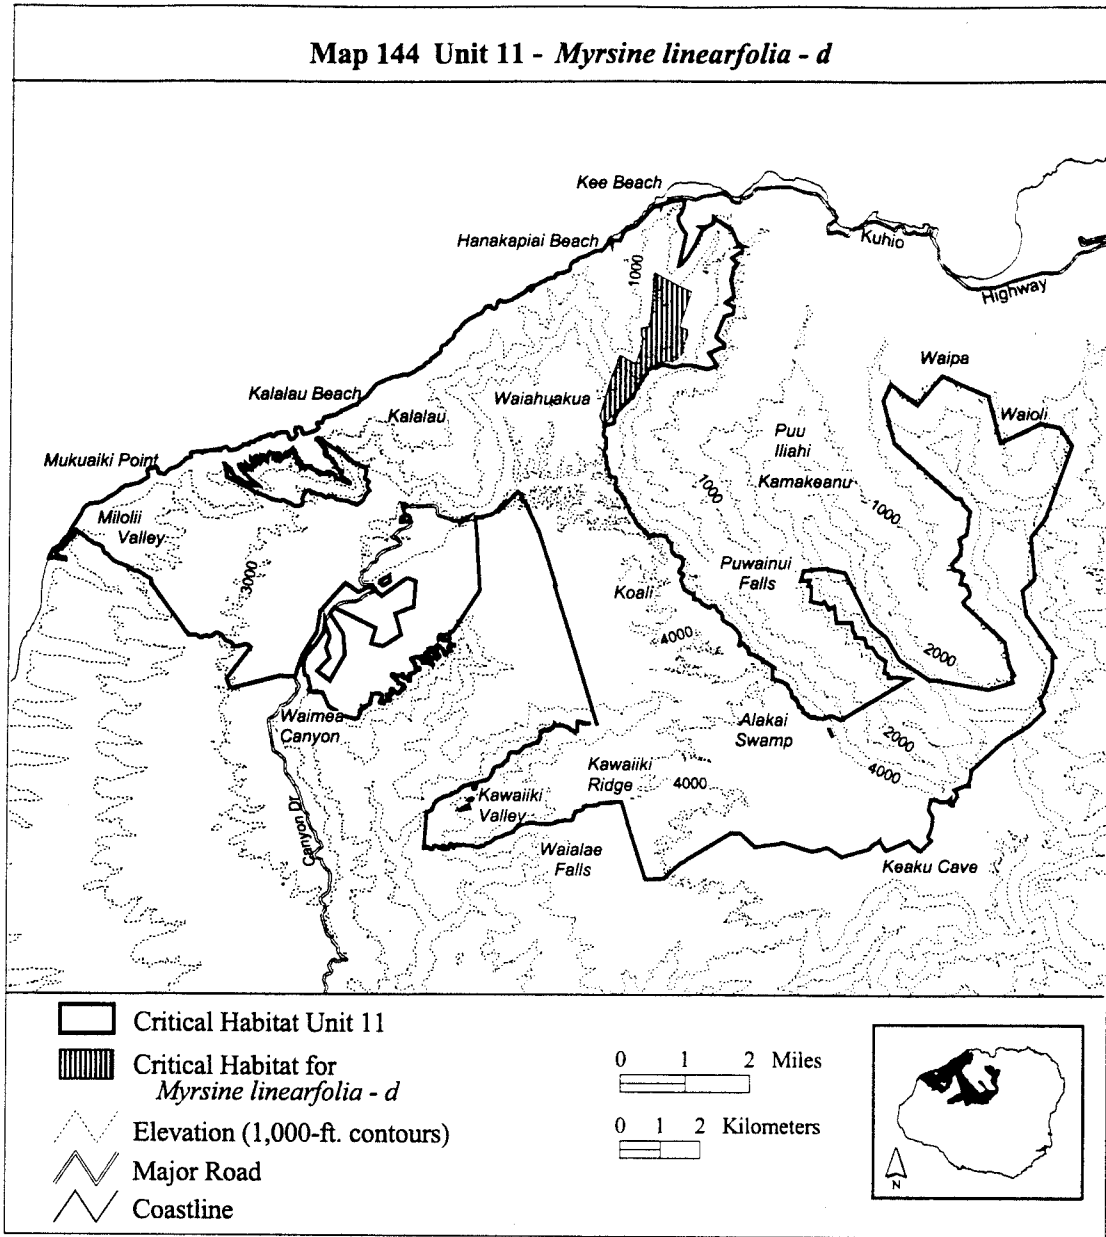 Map 144 Unit 11 - Myrsine linearfolia - d
Kee Beach
Hanakapiai Beach
Kuhio
Highway
1000
Waipa
Kalalau Beach
Kalalau
Waiahuakua
Waioli
Mukuaiki Point
Puu
Iliahi
Kamakeanu
1000
1000
Milolii
Valley
3000
Puwainui
Falls
Koali
4000
2000
Waimea
Canyon
Alakai
Swamp
2000
4000
Kawaiiki
Ridge
4000
Kawaiiki
Valley
Canyon Dr
Waialae
Falls
Keaku Cave
Critical Habitat Unit 11
Critical Habitat for
Myrsine linearfolia - d
Elevation (1,000-ft. contours)
Major Road
Coastline
0 1 2 Miles
0 1 2 Kilometers
N